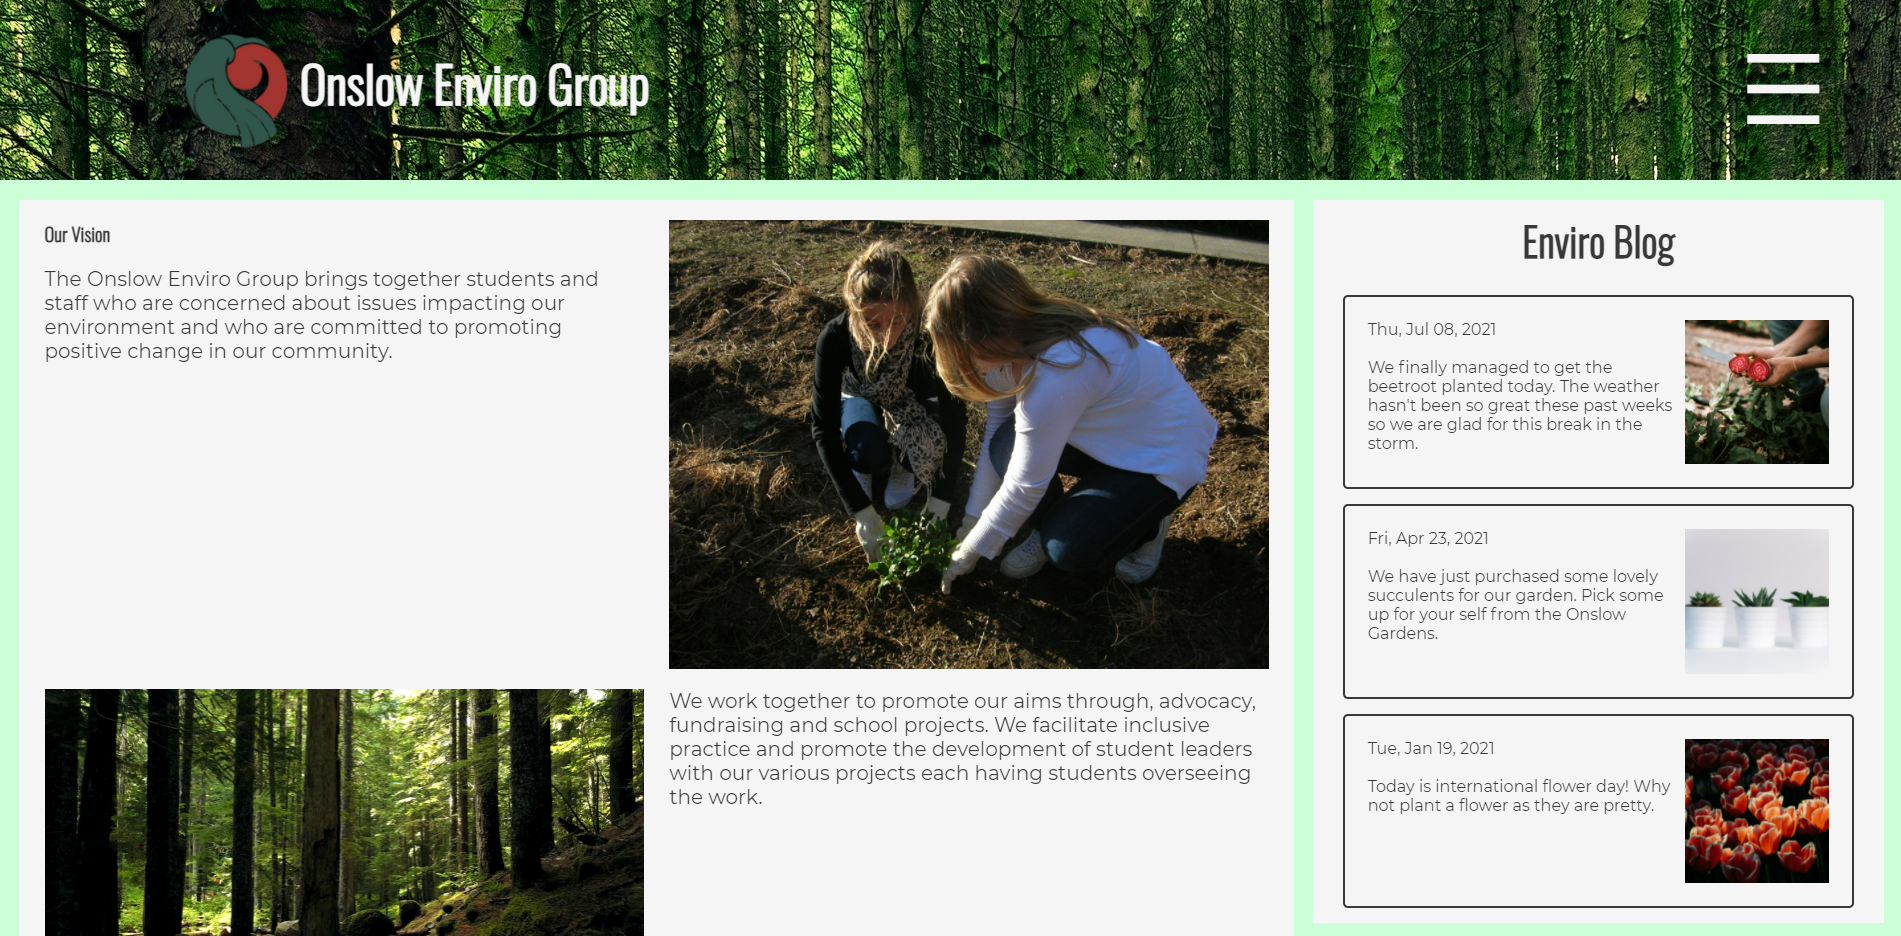 Onslow Enviro Group
Our Vision
The Onslow Enviro Group brings together students and
staff who are concerned about issues impacting our
environment and who are committed to promoting
positive change in our community.
We work together to promote our aims through, advocacy,
fundraising and school projects. We facilitate inclusive
practice and promote the development of student leaders
with our various projects each having students overseeing
the work.
Enviro Blog
Thu, Jul 08, 2021
We finally managed to get the
beetroot planted today. The weather
hasn't been so great these past weeks
so we are glad for this break in the
storm.
Fri, Apr 23, 2021
We have just purchased some lovely
succulents for our garden. Pick some
up for your self from the Onslow
Gardens.
Tue, Jan 19, 2021
Today is international flower day! Why
not plant a flower as they are pretty.